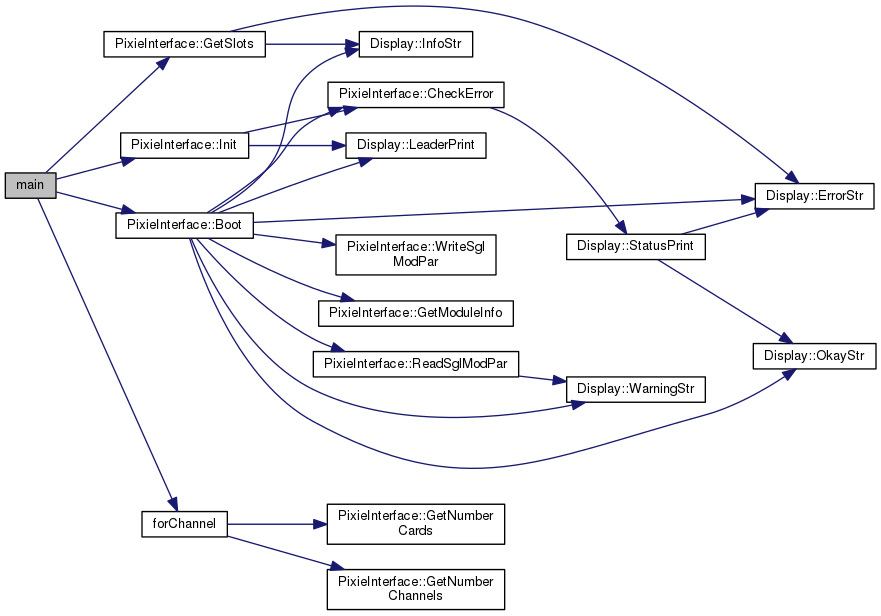 main
PixieInterface::GetSlots
PixieInterface::Init
PixieInterface::Boot
forChannel
Display::InfoStr
PixieInterface::CheckError
Display::LeaderPrint
PixieInterface::WriteSgl
ModPar
PixieInterface::GetModuleInfo
PixieInterface::ReadSglModPar
PixieInterface::GetNumber
Cards
PixieInterface::GetNumber
Channels
Display::StatusPrint
Display::WarningStr
Display::ErrorStr
Display::OkayStr